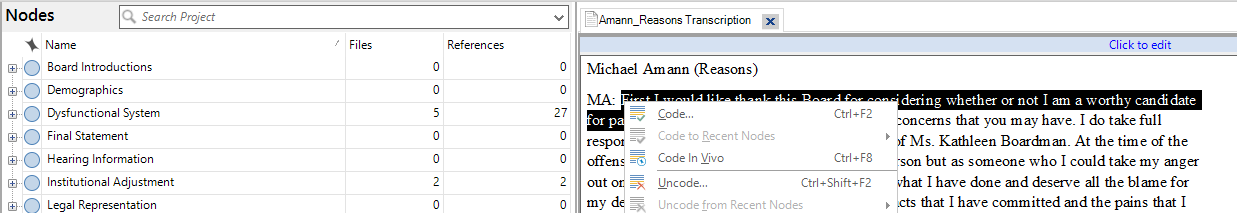 Nodes
Search Project
Amann_Reasons Transcription
Click to edit
Name Files References
Board Introductions 0 0
Demographics 0 0
Dysfunctional System 5 27
Final Statement 0 0
Hearing Information 0 0
Institutional Adjustment 2 2
Legal Representation 0 0
Michael Amann (Reasons)
MA: First I would like thank this Board for considering whether or not I am a worthy candidate
for pa concerns that you may have. I do take full
respon of Ms. Kathleen Boardman. At the time of the
offens rson but as someone who I could take my anger
out on what I have done and deserve all the blame for
my de acts that I have committed and the pains that I
Code... Ctrl+F2
Code to Recent Nodes
Code In Vivo Ctrl+F8
Uncode... Ctrl+Shift+F2
Uncode from Recent Nodes